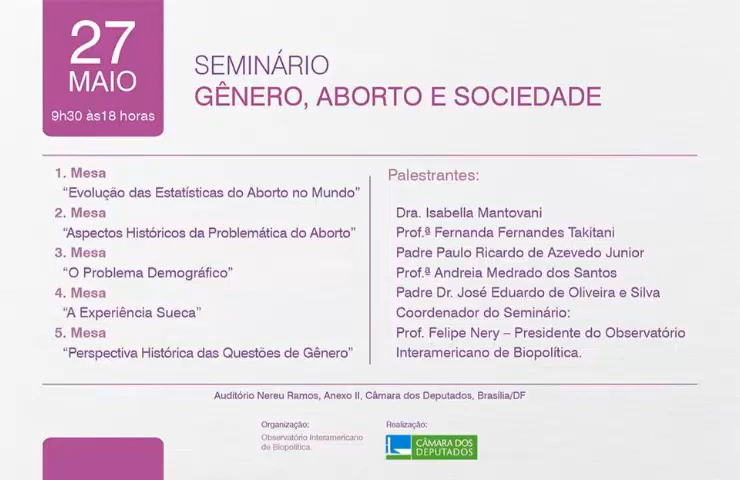 27
MAIO
9h30 às18 horas
SEMINÁRIO
GÊNERO, ABORTO E SOCIEDADE
1. Mesa
“Evolução das Estatísticas do Aborto no Mundo”
2. Mesa
“Aspectos Históricos da Problemática do Aborto”
3. Mesa
“O Problema Demográfico”
4. Mesa
“A Experiência Sueca”
5. Mesa
“Perspectiva Histórica das Questões de Gênero”
Palestrantes:
Dra. Isabella Mantovani
Prof.ª Fernanda Fernandes Takitani
Padre Paulo Ricardo de Azevedo Junior
Prof.ª Andreia Medrado dos Santos
Padre Dr. José Eduardo de Oliveira e Silva
Coordenador do Seminário:
Prof. Felipe Nery – Presidente do Observatório
Interamericano de Biopolítica.
Auditório Nereu Ramos, Anexo II, Câmara dos Deputados, Brasília/DF
Organização:
Observatório Interamericano
de Biopolítica.
Realização:
CÂMARA DOS
DEPUTADOS